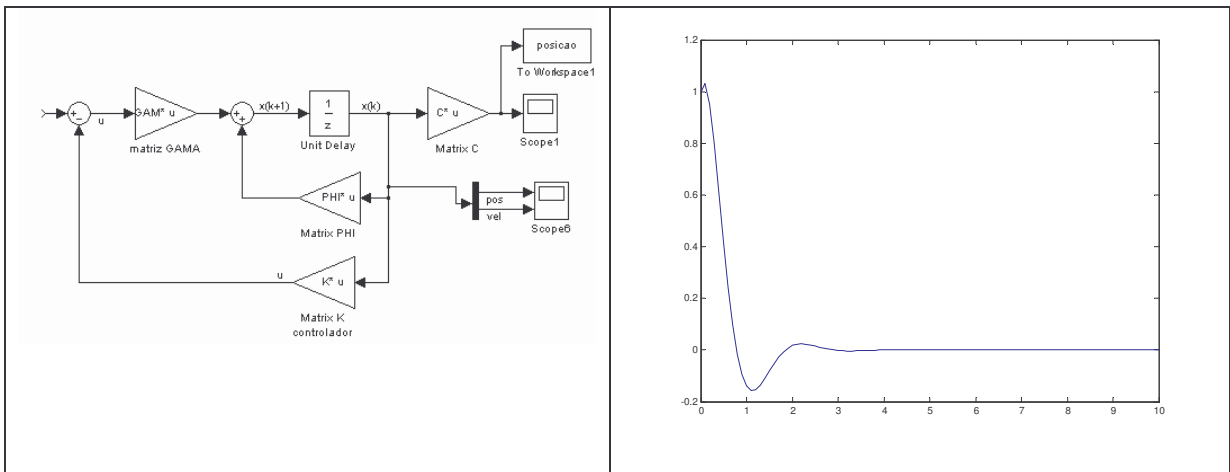 posicao
To Workspace1
+
−
u
GAM* u
matriz GAMA
+
+
x(k+1)
1
z
Unit Delay
x(k)
C* u
Matrix C
Scope1
PHI* u
Matrix PHI
pos
vel
Scope6
u
K* u
Matrix K
controlador
1.2
1
0.8
0.6
0.4
0.2
0
-0.2
0 1 2 3 4 5 6 7 8 9 10